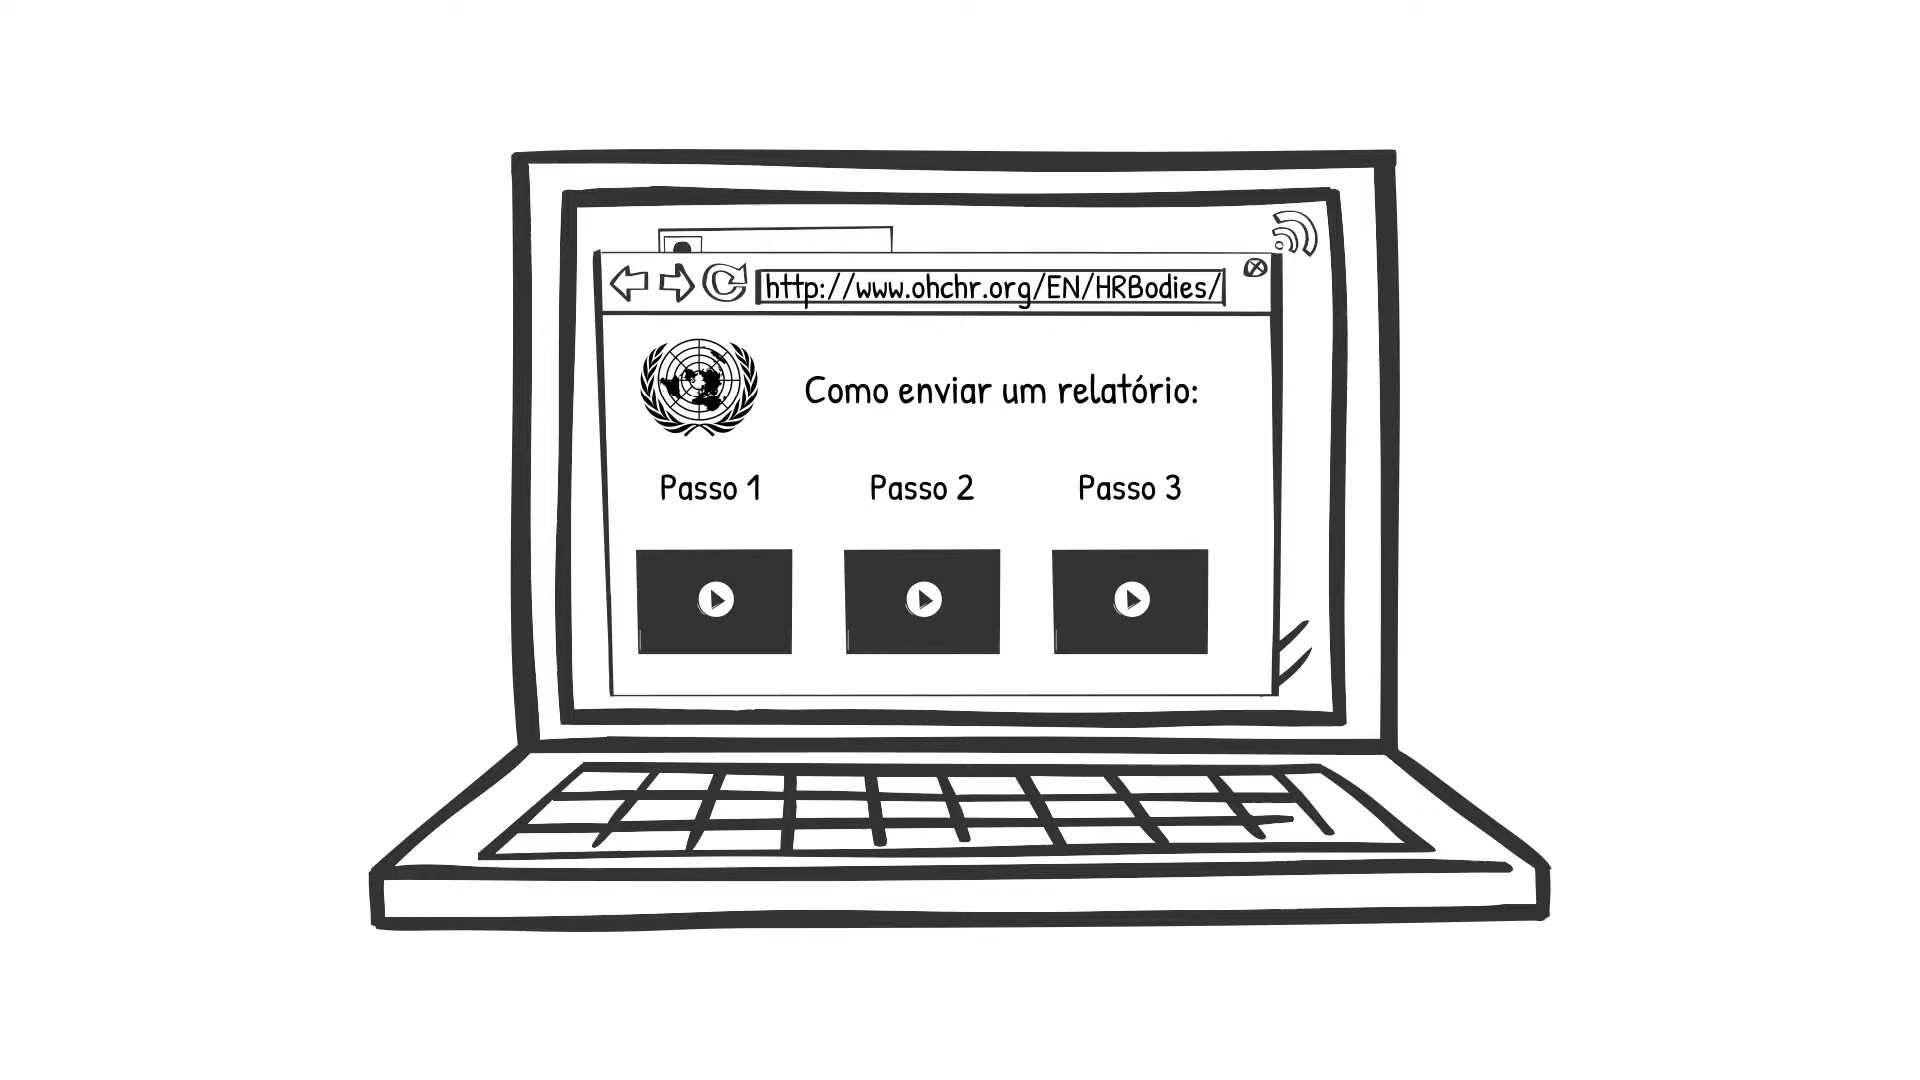 http://www.ohchr.org/EN/HRBodies/
Como enviar um relatório:
Passo 1
Passo 2
Passo 3